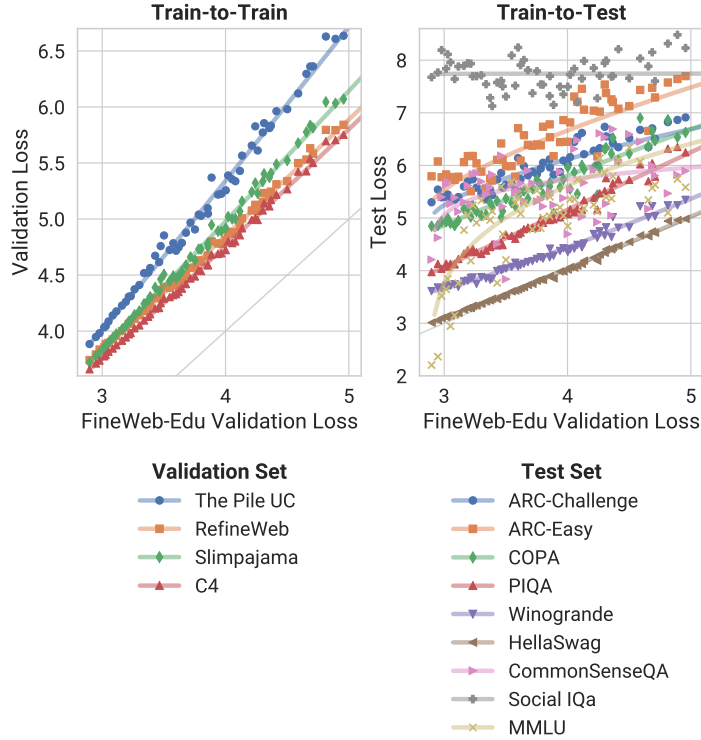 Train-to-Train
Validation Loss
6.5
6.0
5.5
5.0
4.5
4.0
3
4
5
FineWeb-Edu Validation Loss
Validation Set
The Pile UC
RefineWeb
Slimpajama
C4
Train-to-Test
Test Loss
8
7
6
5
4
3
2
3
4
5
FineWeb-Edu Validation Loss
Test Set
ARC-Challenge
ARC-Easy
COPA
PIQA
Winogrande
HellaSwag
CommonSenseQA
Social IQa
MMLU